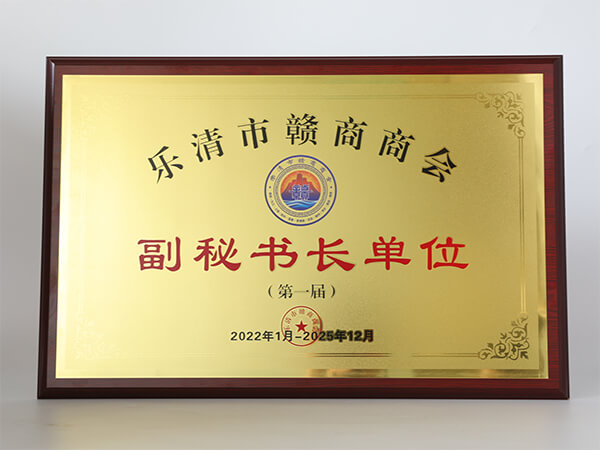 乐清市赣商商会
副秘书长单位
（第一届）
2022年1月-2025年12月